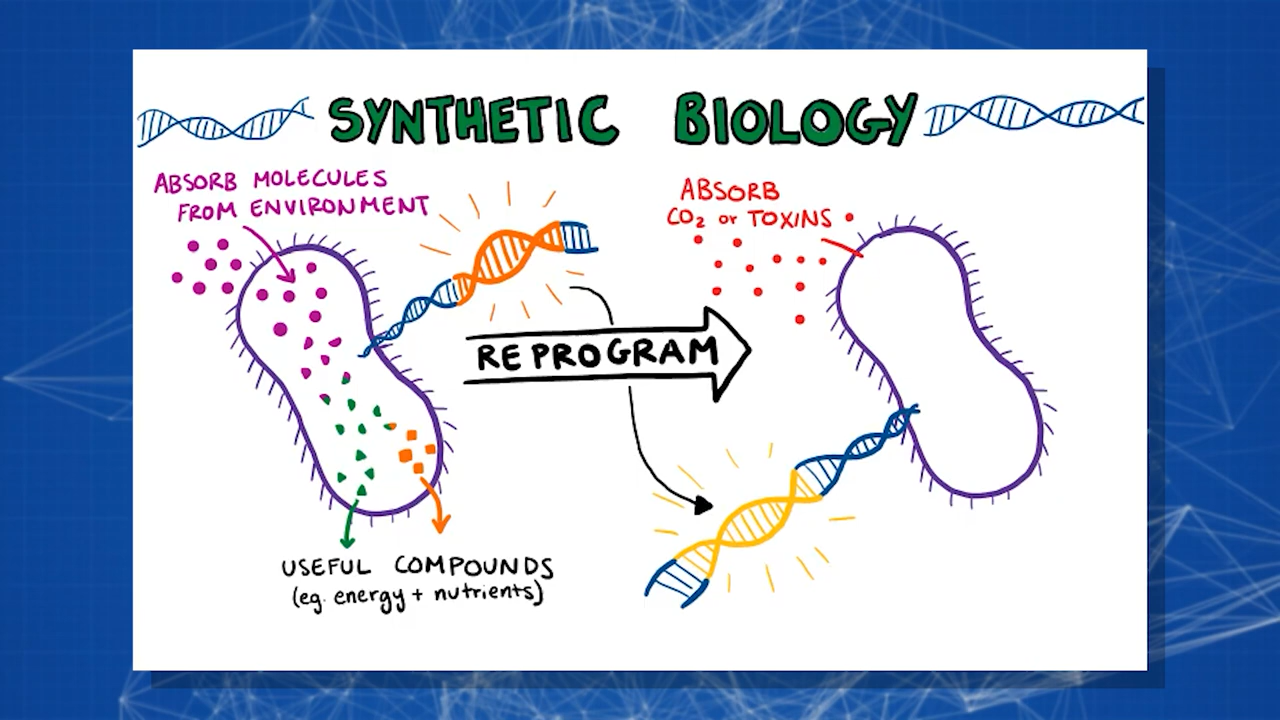 SYNTHETIC BIOLOGY
ABSORB MOLECULES
FROM ENVIRONMENT
ABSORB
CO₂ or TOXINS
REPROGRAM
USEFUL COMPOUNDS
(eg. energy + nutrients)